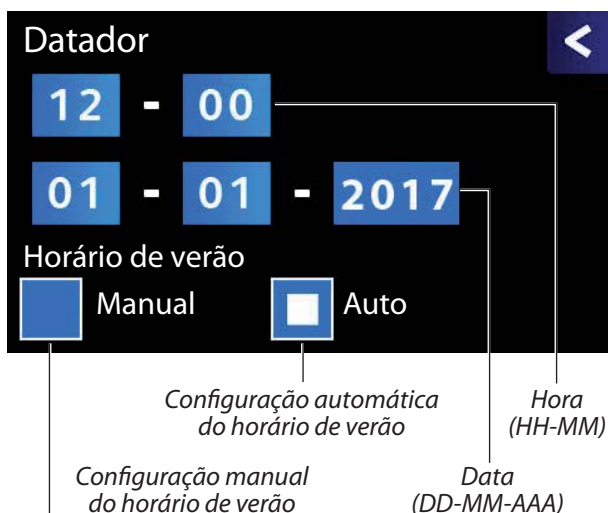 Datador <
12 - 00
01 - 01 - 2017
Horário de verão
Manual Auto
Configuração automática
do horário de verão
Hora
(HH-MM)
Configuração manual
do horário de verão
Data
(DD-MM-AAA)